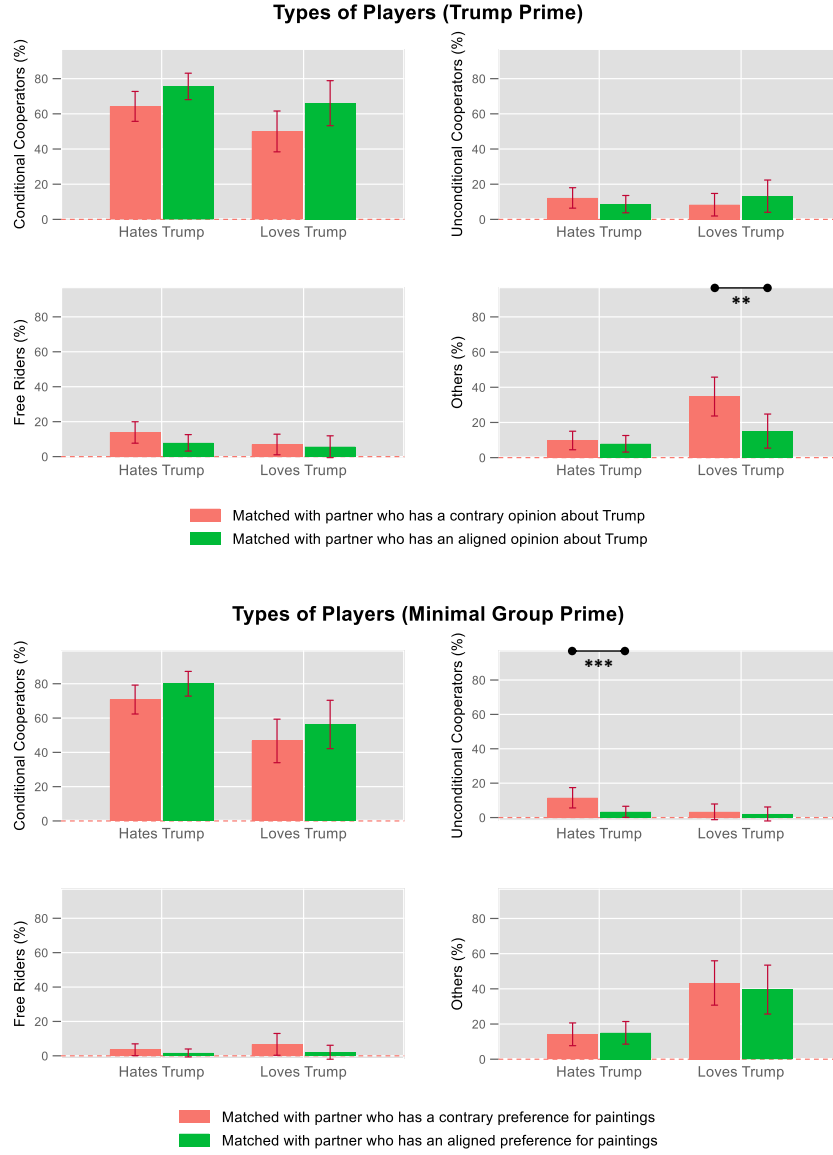 Types of Players (Trump Prime)
Conditional Cooperators (%)
80
60
40
20
0
Hates Trump
Loves Trump
Unconditional Cooperators (%)
80
60
40
20
0
Hates Trump
Loves Trump
Free Riders (%)
80
60
40
20
0
Hates Trump
Loves Trump
Others (%)
80
60
40
20
0
**
Hates Trump
Loves Trump
Matched with partner who has a contrary opinion about Trump
Matched with partner who has an aligned opinion about Trump
Types of Players (Minimal Group Prime)
Conditional Cooperators (%)
80
60
40
20
0
Hates Trump
Loves Trump
Unconditional Cooperators (%)
80
60
40
20
0
***
Hates Trump
Loves Trump
Free Riders (%)
80
60
40
20
0
Hates Trump
Loves Trump
Others (%)
80
60
40
20
0
Hates Trump
Loves Trump
Matched with partner who has a contrary preference for paintings
Matched with partner who has an aligned preference for paintings